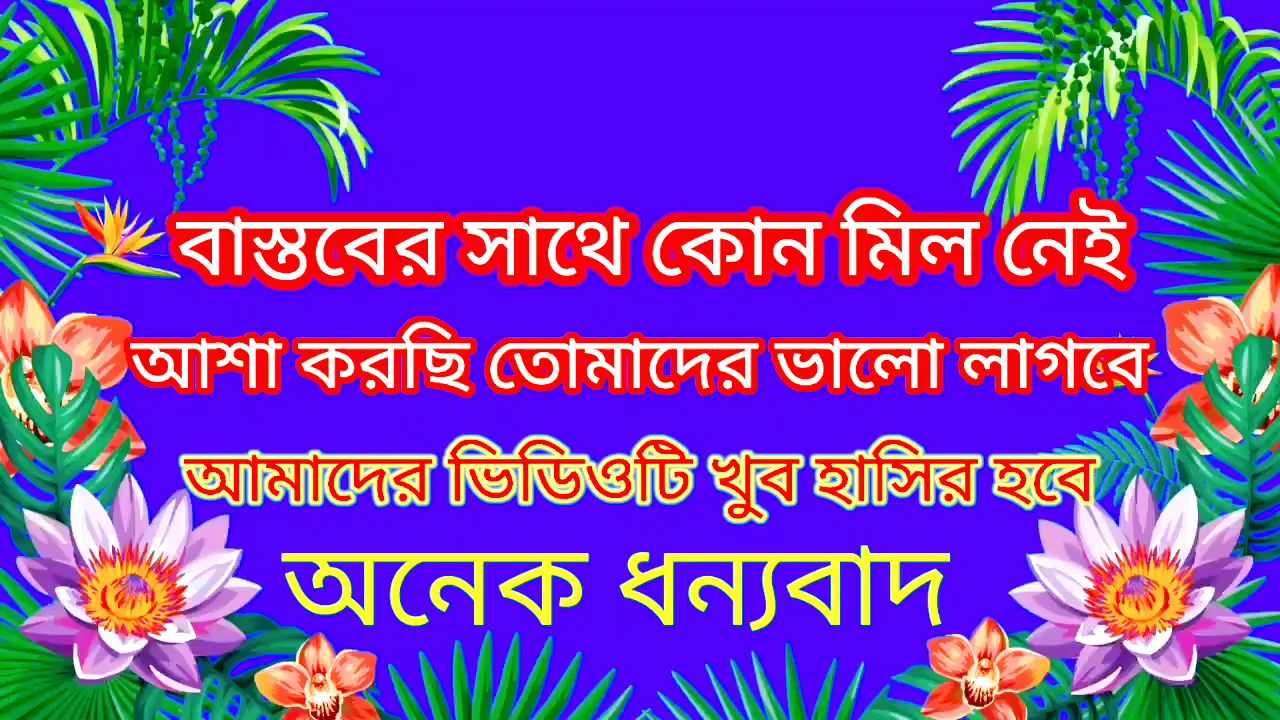 বাস্তবের সাথে কোন মিল নেই
আশা করছি তোমাদের ভালো লাগবে
আমাদের ভিডিওটি খুব হাসির হবে
অনেক ধন্যবাদ